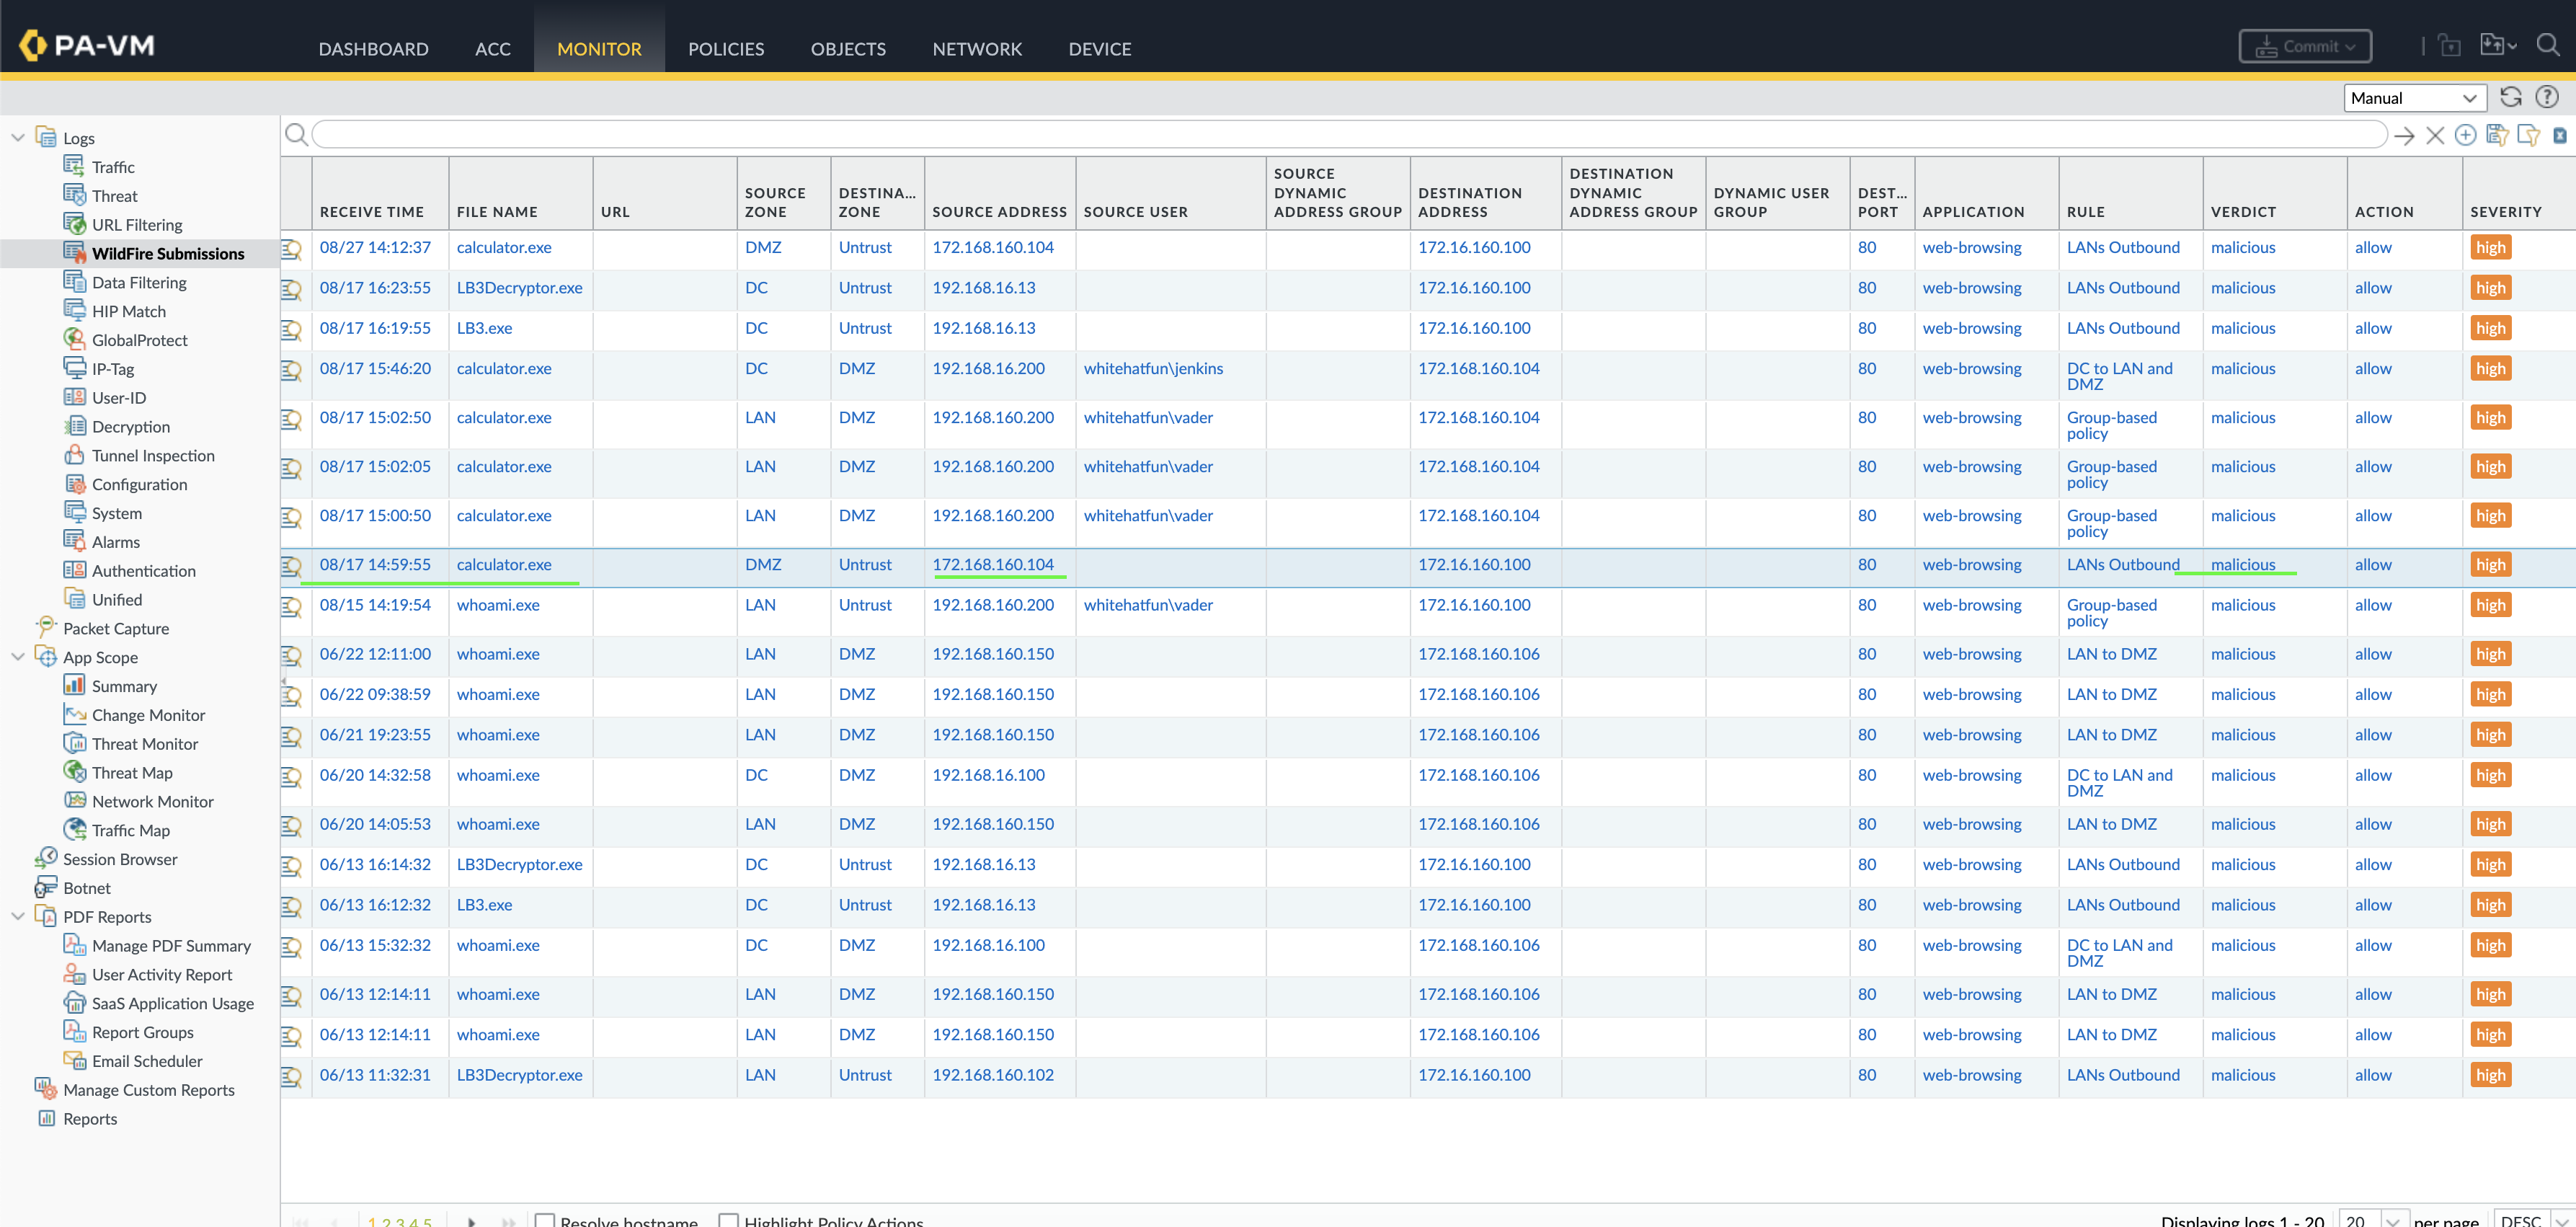 PA-VM
DASHBOARD ACC MONITOR POLICIES OBJECTS NETWORK DEVICE Commit
Manual
Logs
Traffic
Threat
URL Filtering
WildFire Submissions
Data Filtering
HIP Match
GlobalProtect
IP-Tag
User-ID
Decryption
Tunnel Inspection
Configuration
System
Alarms
Authentication
Unified
Packet Capture
App Scope
Summary
Change Monitor
Threat Monitor
Threat Map
Network Monitor
Traffic Map
Session Browser
Botnet
PDF Reports
Manage PDF Summary
User Activity Report
SaaS Application Usage
Report Groups
Email Scheduler
Manage Custom Reports
Reports
RECEIVE TIME FILE NAME URL SOURCE ZONE DESTINA... ZONE SOURCE ADDRESS SOURCE USER SOURCE DYNAMIC ADDRESS GROUP DESTINATION ADDRESS DESTINATION DYNAMIC ADDRESS GROUP DYNAMIC USER GROUP DEST... PORT APPLICATION RULE VERDICT ACTION SEVERITY
08/27 14:12:37 calculator.exe DMZ Untrust 172.168.160.104 172.16.160.100 80 web-browsing LANs Outbound malicious allow high
08/17 16:23:55 LB3Decryptor.exe DC Untrust 192.168.16.13 172.16.160.100 80 web-browsing LANs Outbound malicious allow high
08/17 16:19:55 LB3.exe DC Untrust 192.168.16.13 172.16.160.100 80 web-browsing LANs Outbound malicious allow high
08/17 15:46:20 calculator.exe DC DMZ 192.168.16.200 whitehatfun\jenkins 172.168.160.104 80 web-browsing DC to LAN and DMZ malicious allow high
08/17 15:02:50 calculator.exe LAN DMZ 192.168.160.200 whitehatfun\vader 172.168.160.104 80 web-browsing Group-based policy malicious allow high
08/17 15:02:05 calculator.exe LAN DMZ 192.168.160.200 whitehatfun\vader 172.168.160.104 80 web-browsing Group-based policy malicious allow high
08/17 15:00:50 calculator.exe LAN DMZ 192.168.160.200 whitehatfun\vader 172.168.160.104 80 web-browsing Group-based policy malicious allow high
08/17 14:59:55 calculator.exe DMZ Untrust 172.168.160.104 172.16.160.100 80 web-browsing LANs Outbound malicious allow high
08/15 14:19:54 whoami.exe LAN Untrust 192.168.160.200 whitehatfun\vader 172.16.160.100 80 web-browsing Group-based policy malicious allow high
06/22 12:11:00 whoami.exe LAN DMZ 192.168.160.150 172.168.160.106 80 web-browsing LAN to DMZ malicious allow high
06/22 09:38:59 whoami.exe LAN DMZ 192.168.160.150 172.168.160.106 80 web-browsing LAN to DMZ malicious allow high
06/21 19:23:55 whoami.exe LAN DMZ 192.168.160.150 172.168.160.106 80 web-browsing LAN to DMZ malicious allow high
06/20 14:32:58 whoami.exe DC DMZ 192.168.16.100 172.168.160.106 80 web-browsing DC to LAN and DMZ malicious allow high
06/20 14:05:53 whoami.exe LAN DMZ 192.168.160.150 172.168.160.106 80 web-browsing LAN to DMZ malicious allow high
06/13 16:14:32 LB3Decryptor.exe DC Untrust 192.168.16.13 172.16.160.100 80 web-browsing LANs Outbound malicious allow high
06/13 16:12:32 LB3.exe DC Untrust 192.168.16.13 172.16.160.100 80 web-browsing LANs Outbound malicious allow high
06/13 15:32:32 whoami.exe DC DMZ 192.168.16.100 172.168.160.106 80 web-browsing DC to LAN and DMZ malicious allow high
06/13 12:14:11 whoami.exe LAN DMZ 192.168.160.150 172.168.160.106 80 web-browsing LAN to DMZ malicious allow high
06/13 12:14:11 whoami.exe LAN DMZ 192.168.160.150 172.168.160.106 80 web-browsing LAN to DMZ malicious allow high
06/13 11:32:31 LB3Decryptor.exe LAN Untrust 192.168.160.102 172.16.160.100 80 web-browsing LANs Outbound malicious allow high
1 2 3 4 5 Resolve hostname Highlight Policy Actions Displaying logs 1 - 20 20 per page DESC